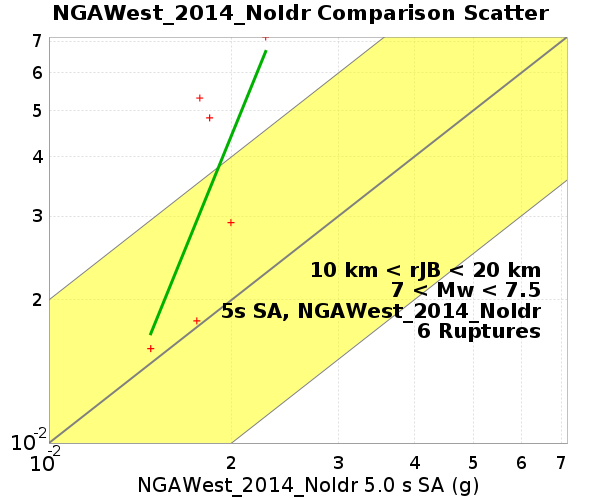 NGAWest_2014_NoIdr Comparison Scatter
7
6
5
4
3
2
10-2
10 km < rJB < 20 km
7 < Mw < 7.5
5s SA, NGAWest_2014_NoIdr
6 Ruptures
10-2 2 3 4 5 6 7
NGAWest_2014_NoIdr 5.0 s SA (g)